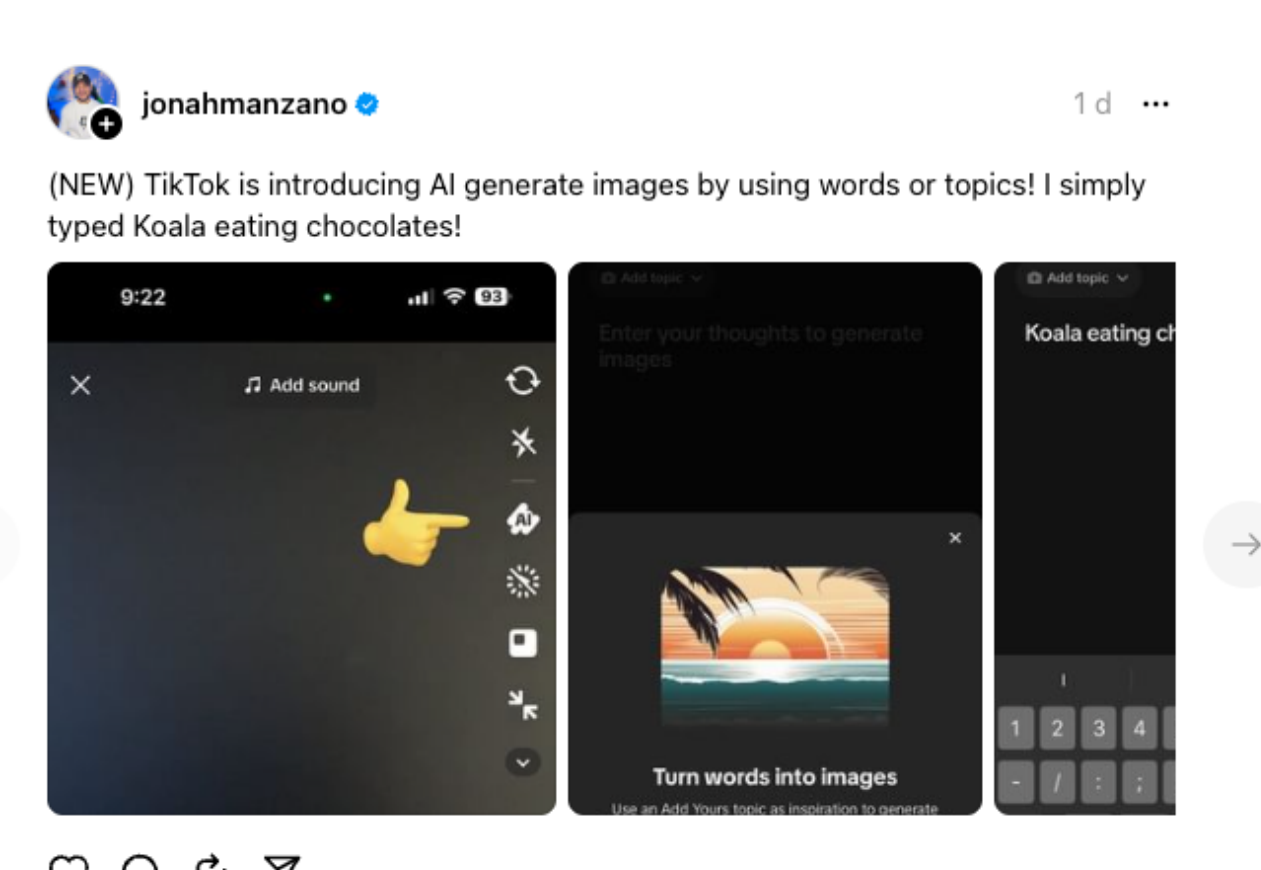 jonahmanzano
1 d
(NEW) TikTok is introducing AI generate images by using words or topics! I simply
typed Koala eating chocolates!
9:22
93
Add sound
AI
Add topic
Enter your thoughts to generate
images
Turn words into images
Use an Add Yours topic as inspiration to generate
Add topic
Koala eating ch
I
1 2 3 4
- / : ;